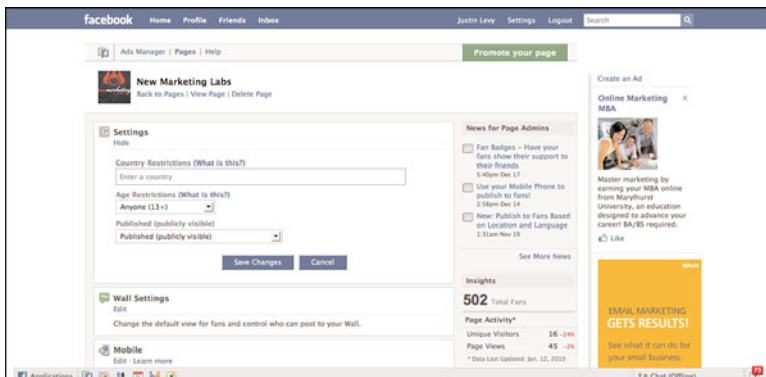 facebook Home Profile Friends Inbox Justin Levy Settings Logout Search
Ads Manager | Pages | Help
Promote your page
New Marketing Labs
Back to Pages | View Page | Delete Page
Settings
Hide
Country Restrictions (What is this?)
Enter a country
Age Restrictions (What is this?)
Anyone (13+)
Published (publicly visible)
Published (publicly visible)
Save Changes Cancel
Wall Settings
Edit
Change the default view for fans and control who can post to your Wall.
Mobile
Edit · Learn more
News for Page Admins
Fan Badges – Have your
fans show their support to
their friends
5:40pm Dec 17
Use your Mobile Phone to
publish to fans!
2:58pm Dec 14
New: Publish to Fans Based
on Location and Language
1:31am Nov 19
See More News
Insights
502 Total Fans
Page Activity*
Unique Visitors 16 -24%
Page Views 45 -2%
* Data Last Updated: Jan. 12, 2010
Create an Ad
Online Marketing
MBA
Master marketing by
earning your MBA online
from Marylhurst
University, an education
designed to advance your
career! BA/BS required.
Like
EMAIL MARKETING
GETS RESULTS!
See what it can do for
your small business.
Applications
Chat (Offline)
73